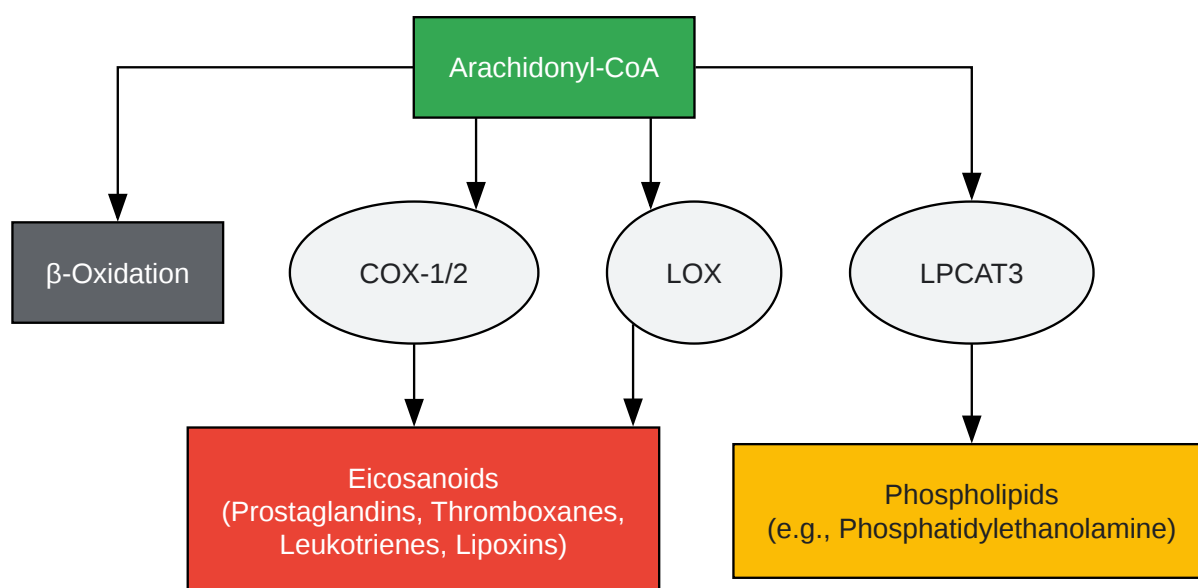 Arachidonyl-CoA
β-Oxidation
COX-1/2
LOX
LPCAT3
Eicosanoids
(Prostaglandins, Thromboxanes,
Leukotrienes, Lipoxins)
Phospholipids
(e.g., Phosphatidylethanolamine)